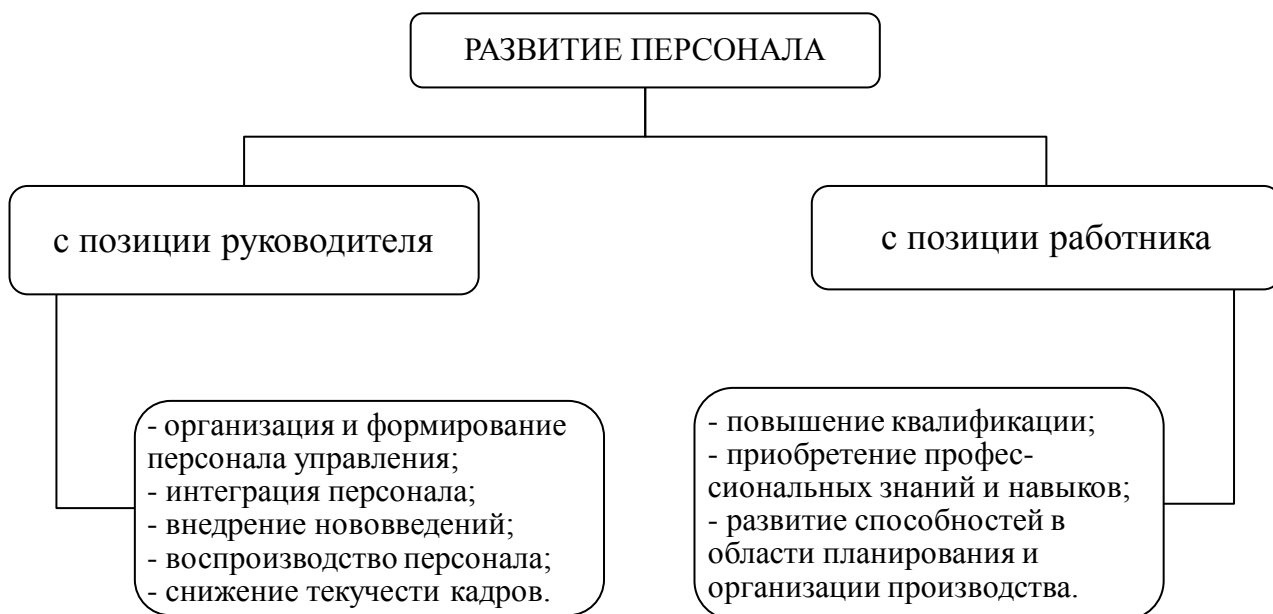 РАЗВИТИЕ ПЕРСОНАЛА
с позиции руководителя
с позиции работника
- организация и формирование
персонала управления;
- интеграция персонала;
- внедрение нововведений;
- воспроизводство персонала;
- снижение текучести кадров.
- повышение квалификации;
- приобретение профес-
сиональных знаний и навыков;
- развитие способностей в
области планирования и
организации производства.